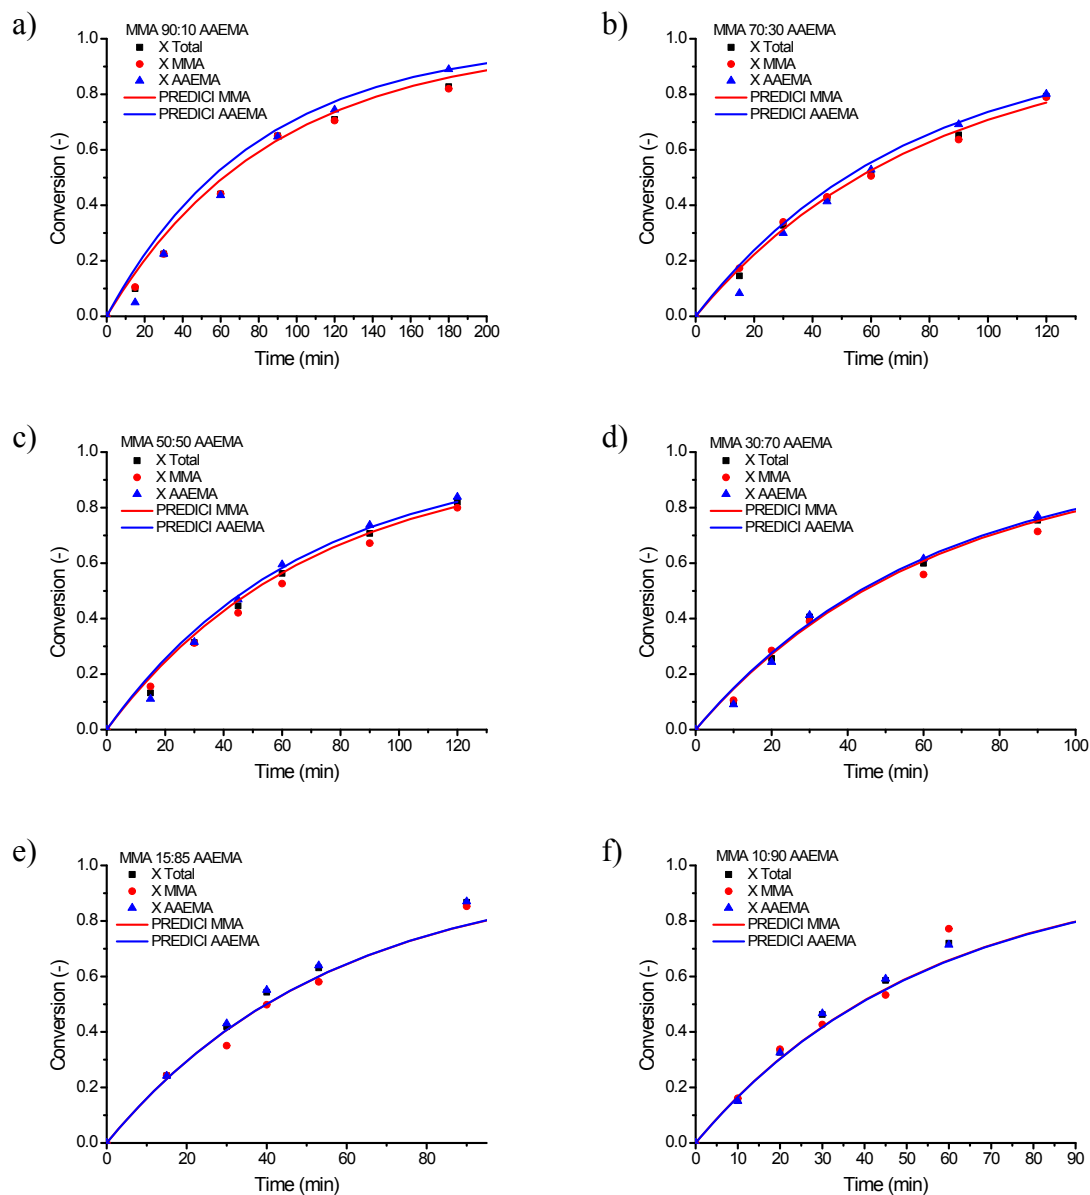 a)
MMA 90:10 AAEMA
X Total
X MMA
X AAEMA
PREDICI MMA
PREDICI AAEMA
1.0
0.8
0.6
0.4
0.2
0.0
Conversion (-)
0 20 40 60 80 100 120 140 160 180 200
Time (min)
b)
MMA 70:30 AAEMA
X Total
X MMA
X AAEMA
PREDICI MMA
PREDICI AAEMA
1.0
0.8
0.6
0.4
0.2
0.0
Conversion (-)
0 20 40 60 80 100 120
Time (min)
c)
MMA 50:50 AAEMA
X Total
X MMA
X AAEMA
PREDICI MMA
PREDICI AAEMA
1.0
0.8
0.6
0.4
0.2
0.0
Conversion (-)
0 20 40 60 80 100 120
Time (min)
d)
MMA 30:70 AAEMA
X Total
X MMA
X AAEMA
PREDICI MMA
PREDICI AAEMA
1.0
0.8
0.6
0.4
0.2
0.0
Conversion (-)
0 20 40 60 80 100
Time (min)
e)
MMA 15:85 AAEMA
X Total
X MMA
X AAEMA
PREDICI MMA
PREDICI AAEMA
1.0
0.8
0.6
0.4
0.2
0.0
Conversion (-)
0 20 40 60 80
Time (min)
f)
MMA 10:90 AAEMA
X Total
X MMA
X AAEMA
PREDICI MMA
PREDICI AAEMA
1.0
0.8
0.6
0.4
0.2
0.0
Conversion (-)
0 10 20 30 40 50 60 70 80 90
Time (min)